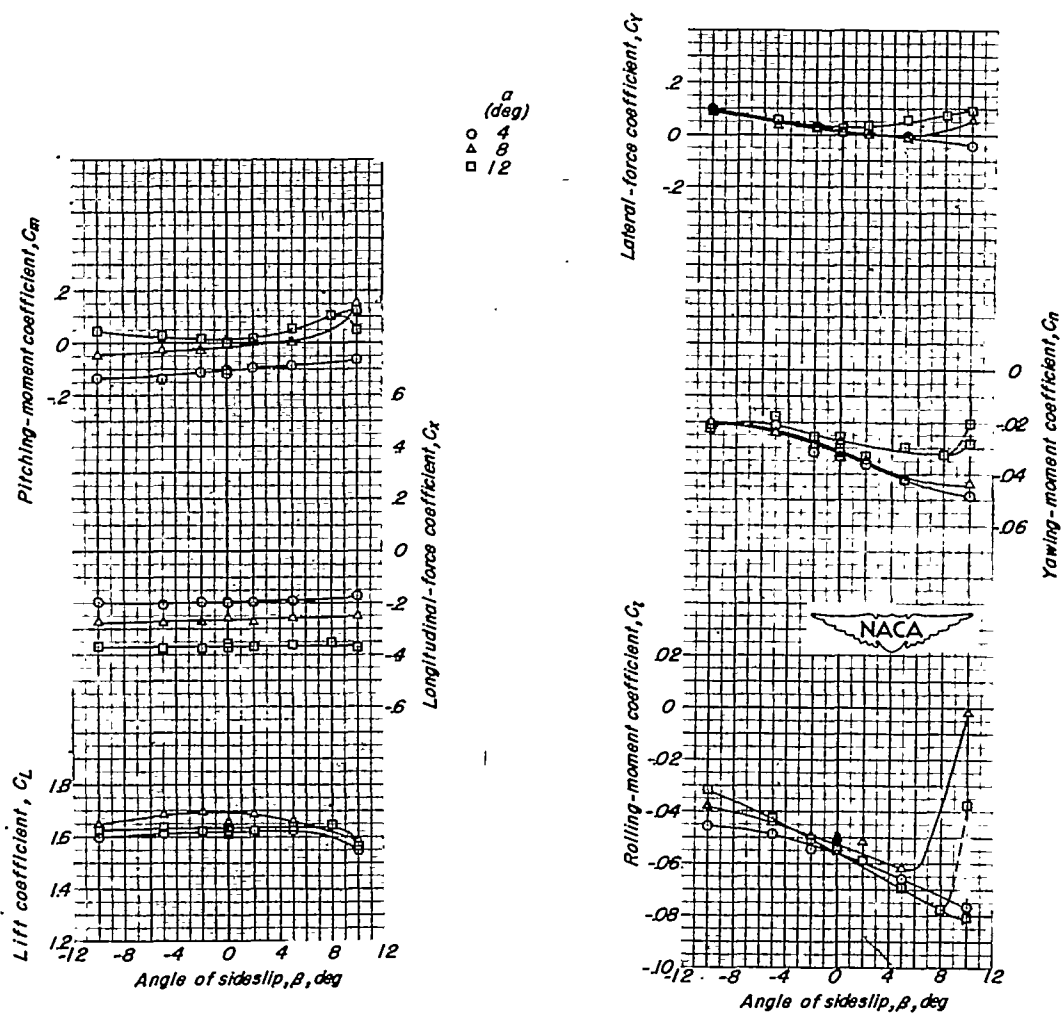 a
(deg)
○ 4
△ 8
□ 12
Pitching-moment coefficient, Cm
.2
0
-.2
Longitudinal-force coefficient, Cx
.6
.4
.2
0
-.2
-.4
-.6
Lift coefficient, CL
1.8
1.6
1.4
1.2
-12 -8 -4 0 4 8 12
Angle of sideslip, β, deg
Lateral-force coefficient, CY
.2
0
-.2
Yawing-moment coefficient, Cn
0
-.02
-.04
-.06
NACA
Rolling-moment coefficient, Cl
.02
0
-.02
-.04
-.06
-.08
-.10
-12 -8 -4 0 4 8 12
Angle of sideslip, β, deg